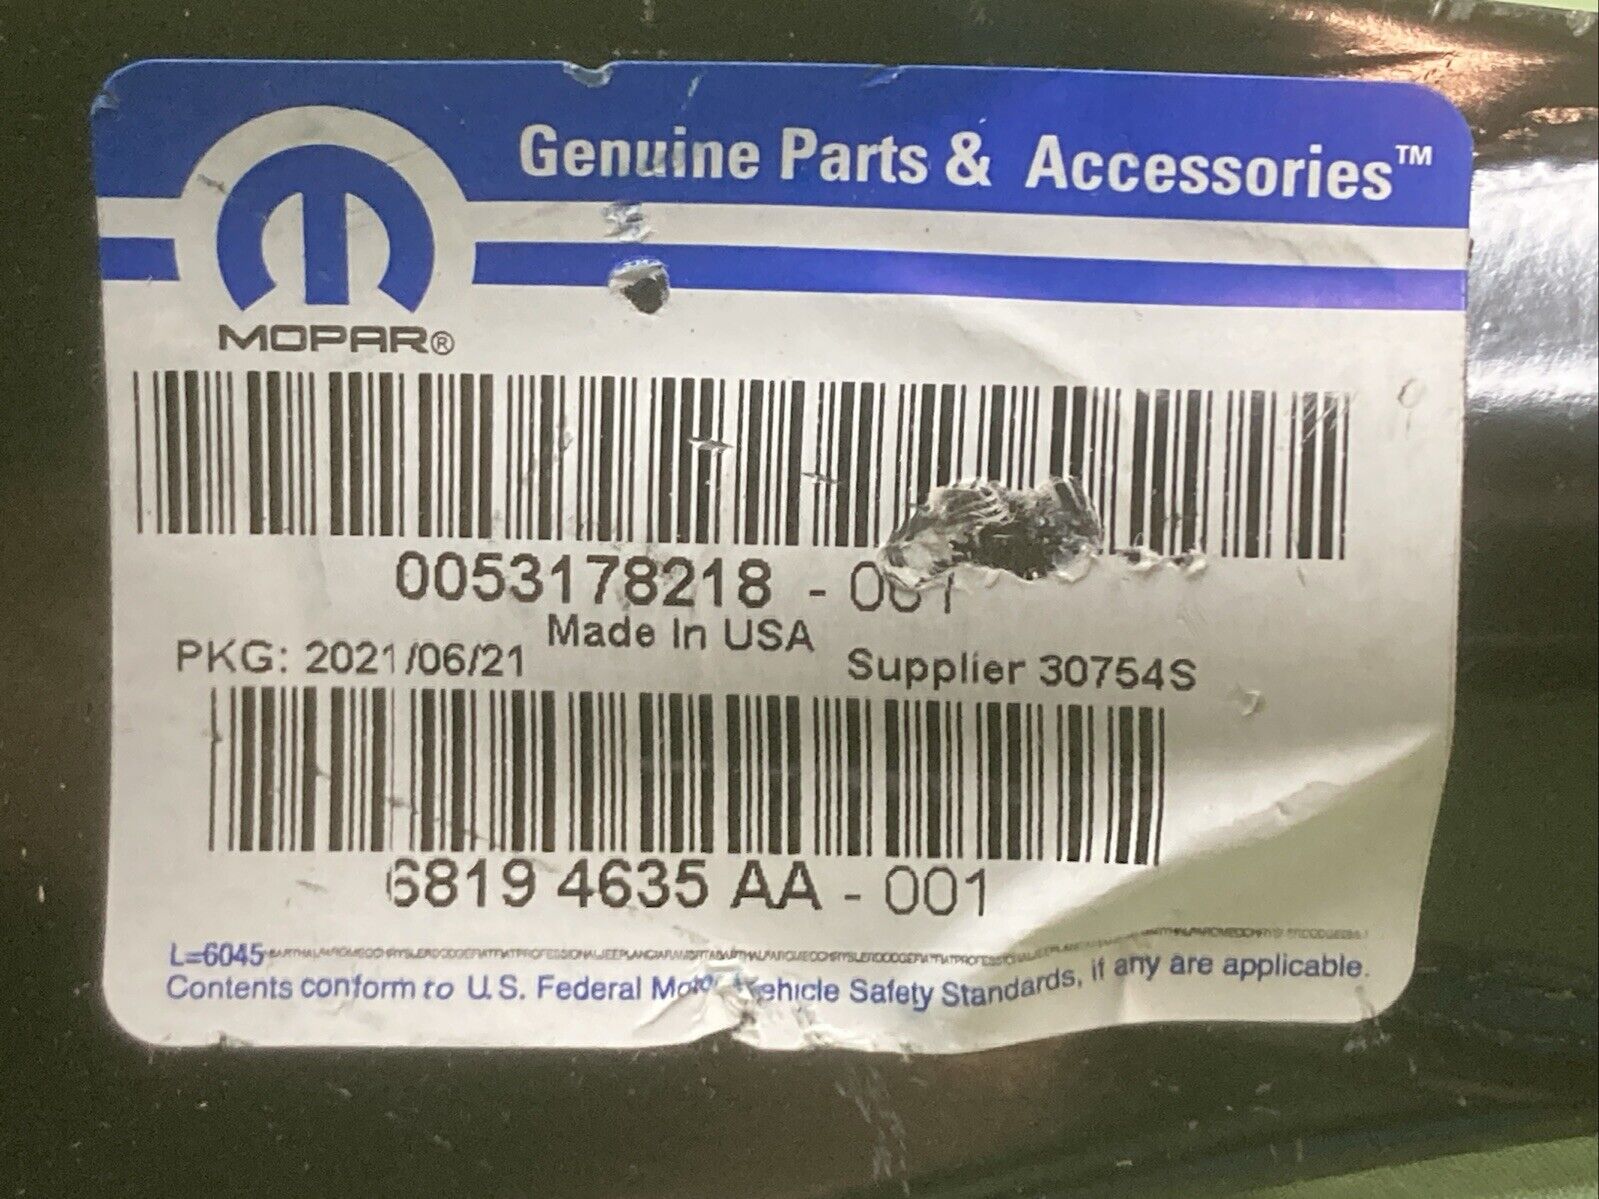 Genuine Parts & Accessories™
MOPAR®
0053178218 - 001
Made In USA
PKG: 2021/06/21
Supplier 30754S
6819 4635 AA - 001
L=6045
Contents conform to U.S. Federal Motor Vehicle Safety Standards, if any are applicable.